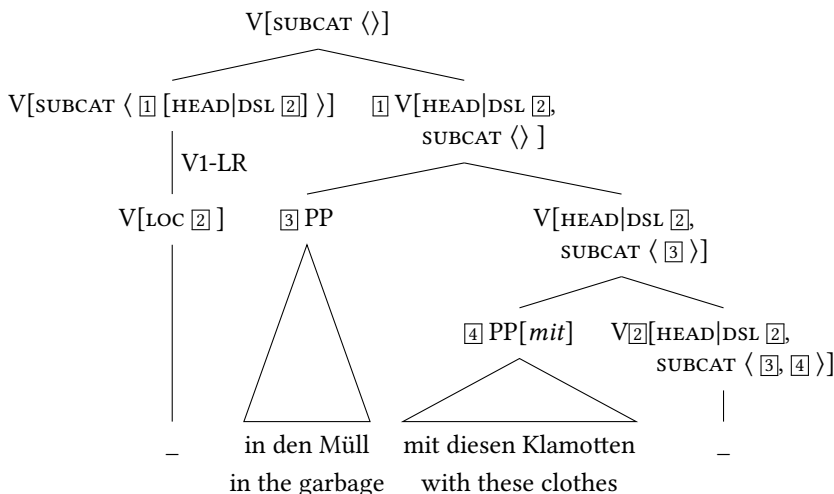 V[SUBCAT ⟨⟩]
V[SUBCAT ⟨ 1 [HEAD|DSL 2] ⟩] 1 V[HEAD|DSL 2,
SUBCAT ⟨⟩ ]
V1-LR
V[LOC 2 ] 3 PP V[HEAD|DSL 2,
SUBCAT ⟨ 3 ⟩]
4 PP[mit] V2[HEAD|DSL 2,
SUBCAT ⟨ 3, 4 ⟩]
_ in den Müll mit diesen Klamotten _
in the garbage with these clothes